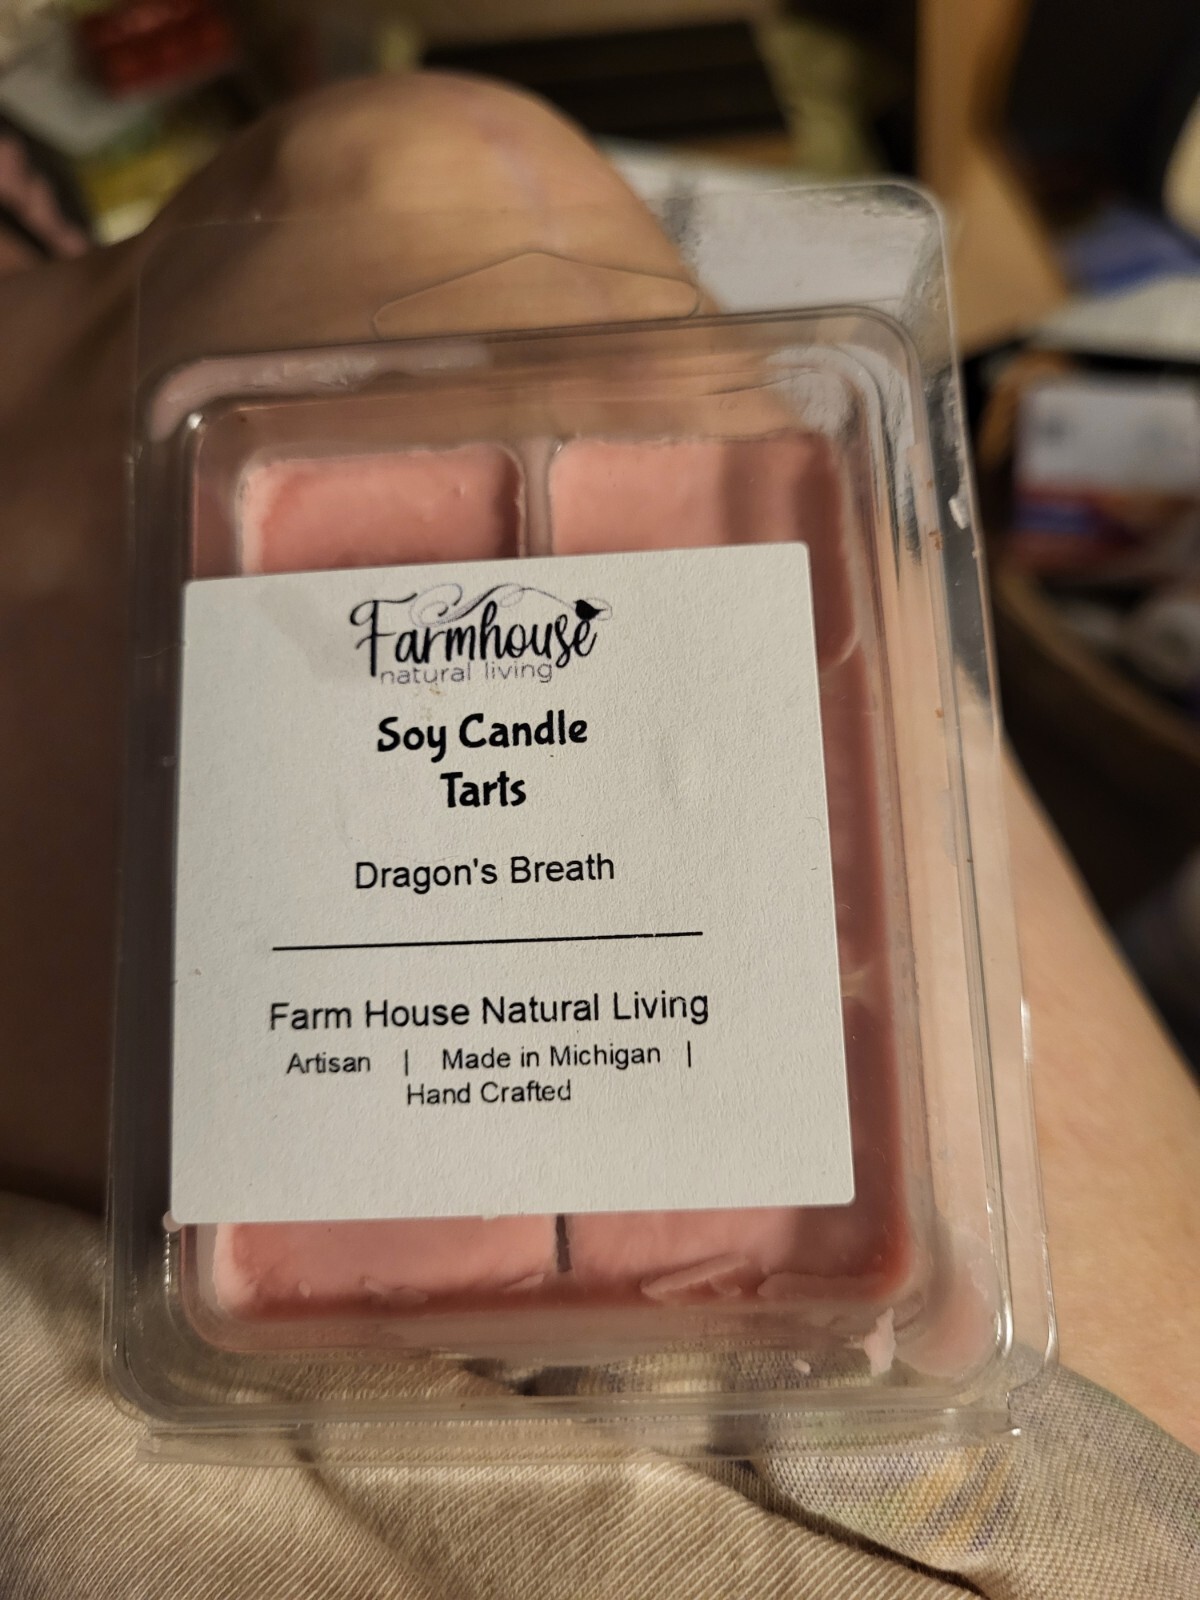 Farmhouse
natural living
Soy Candle
Tarts
Dragon's Breath
Farm House Natural Living
Artisan | Made in Michigan |
Hand Crafted